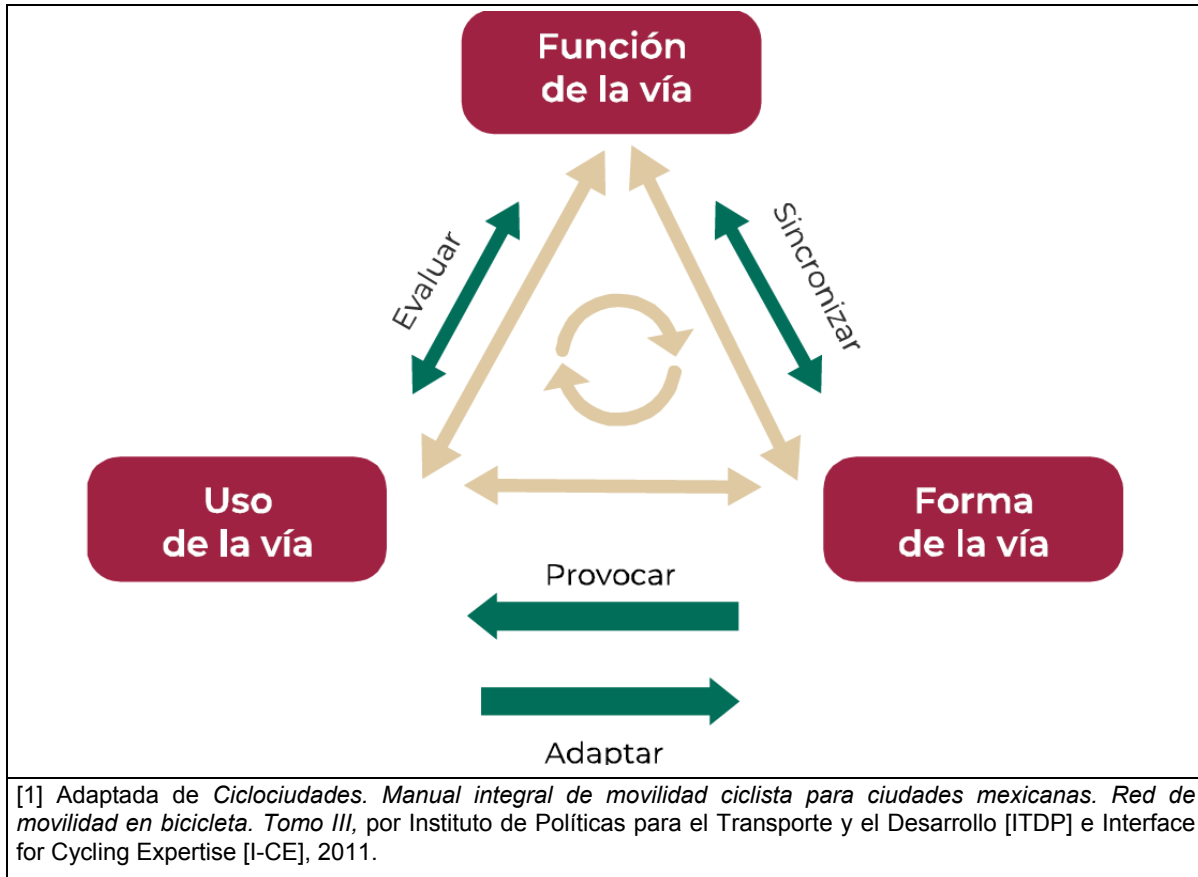 Función
de la vía
Evaluar
Sincronizar
Uso
de la vía
Forma
de la vía
Provocar
Adaptar
[1] Adaptada de Ciclociudades. Manual integral de movilidad ciclista para ciudades mexicanas. Red de
movilidad en bicicleta. Tomo III, por Instituto de Políticas para el Transporte y el Desarrollo [ITDP] e Interface
for Cycling Expertise [I-CE], 2011.